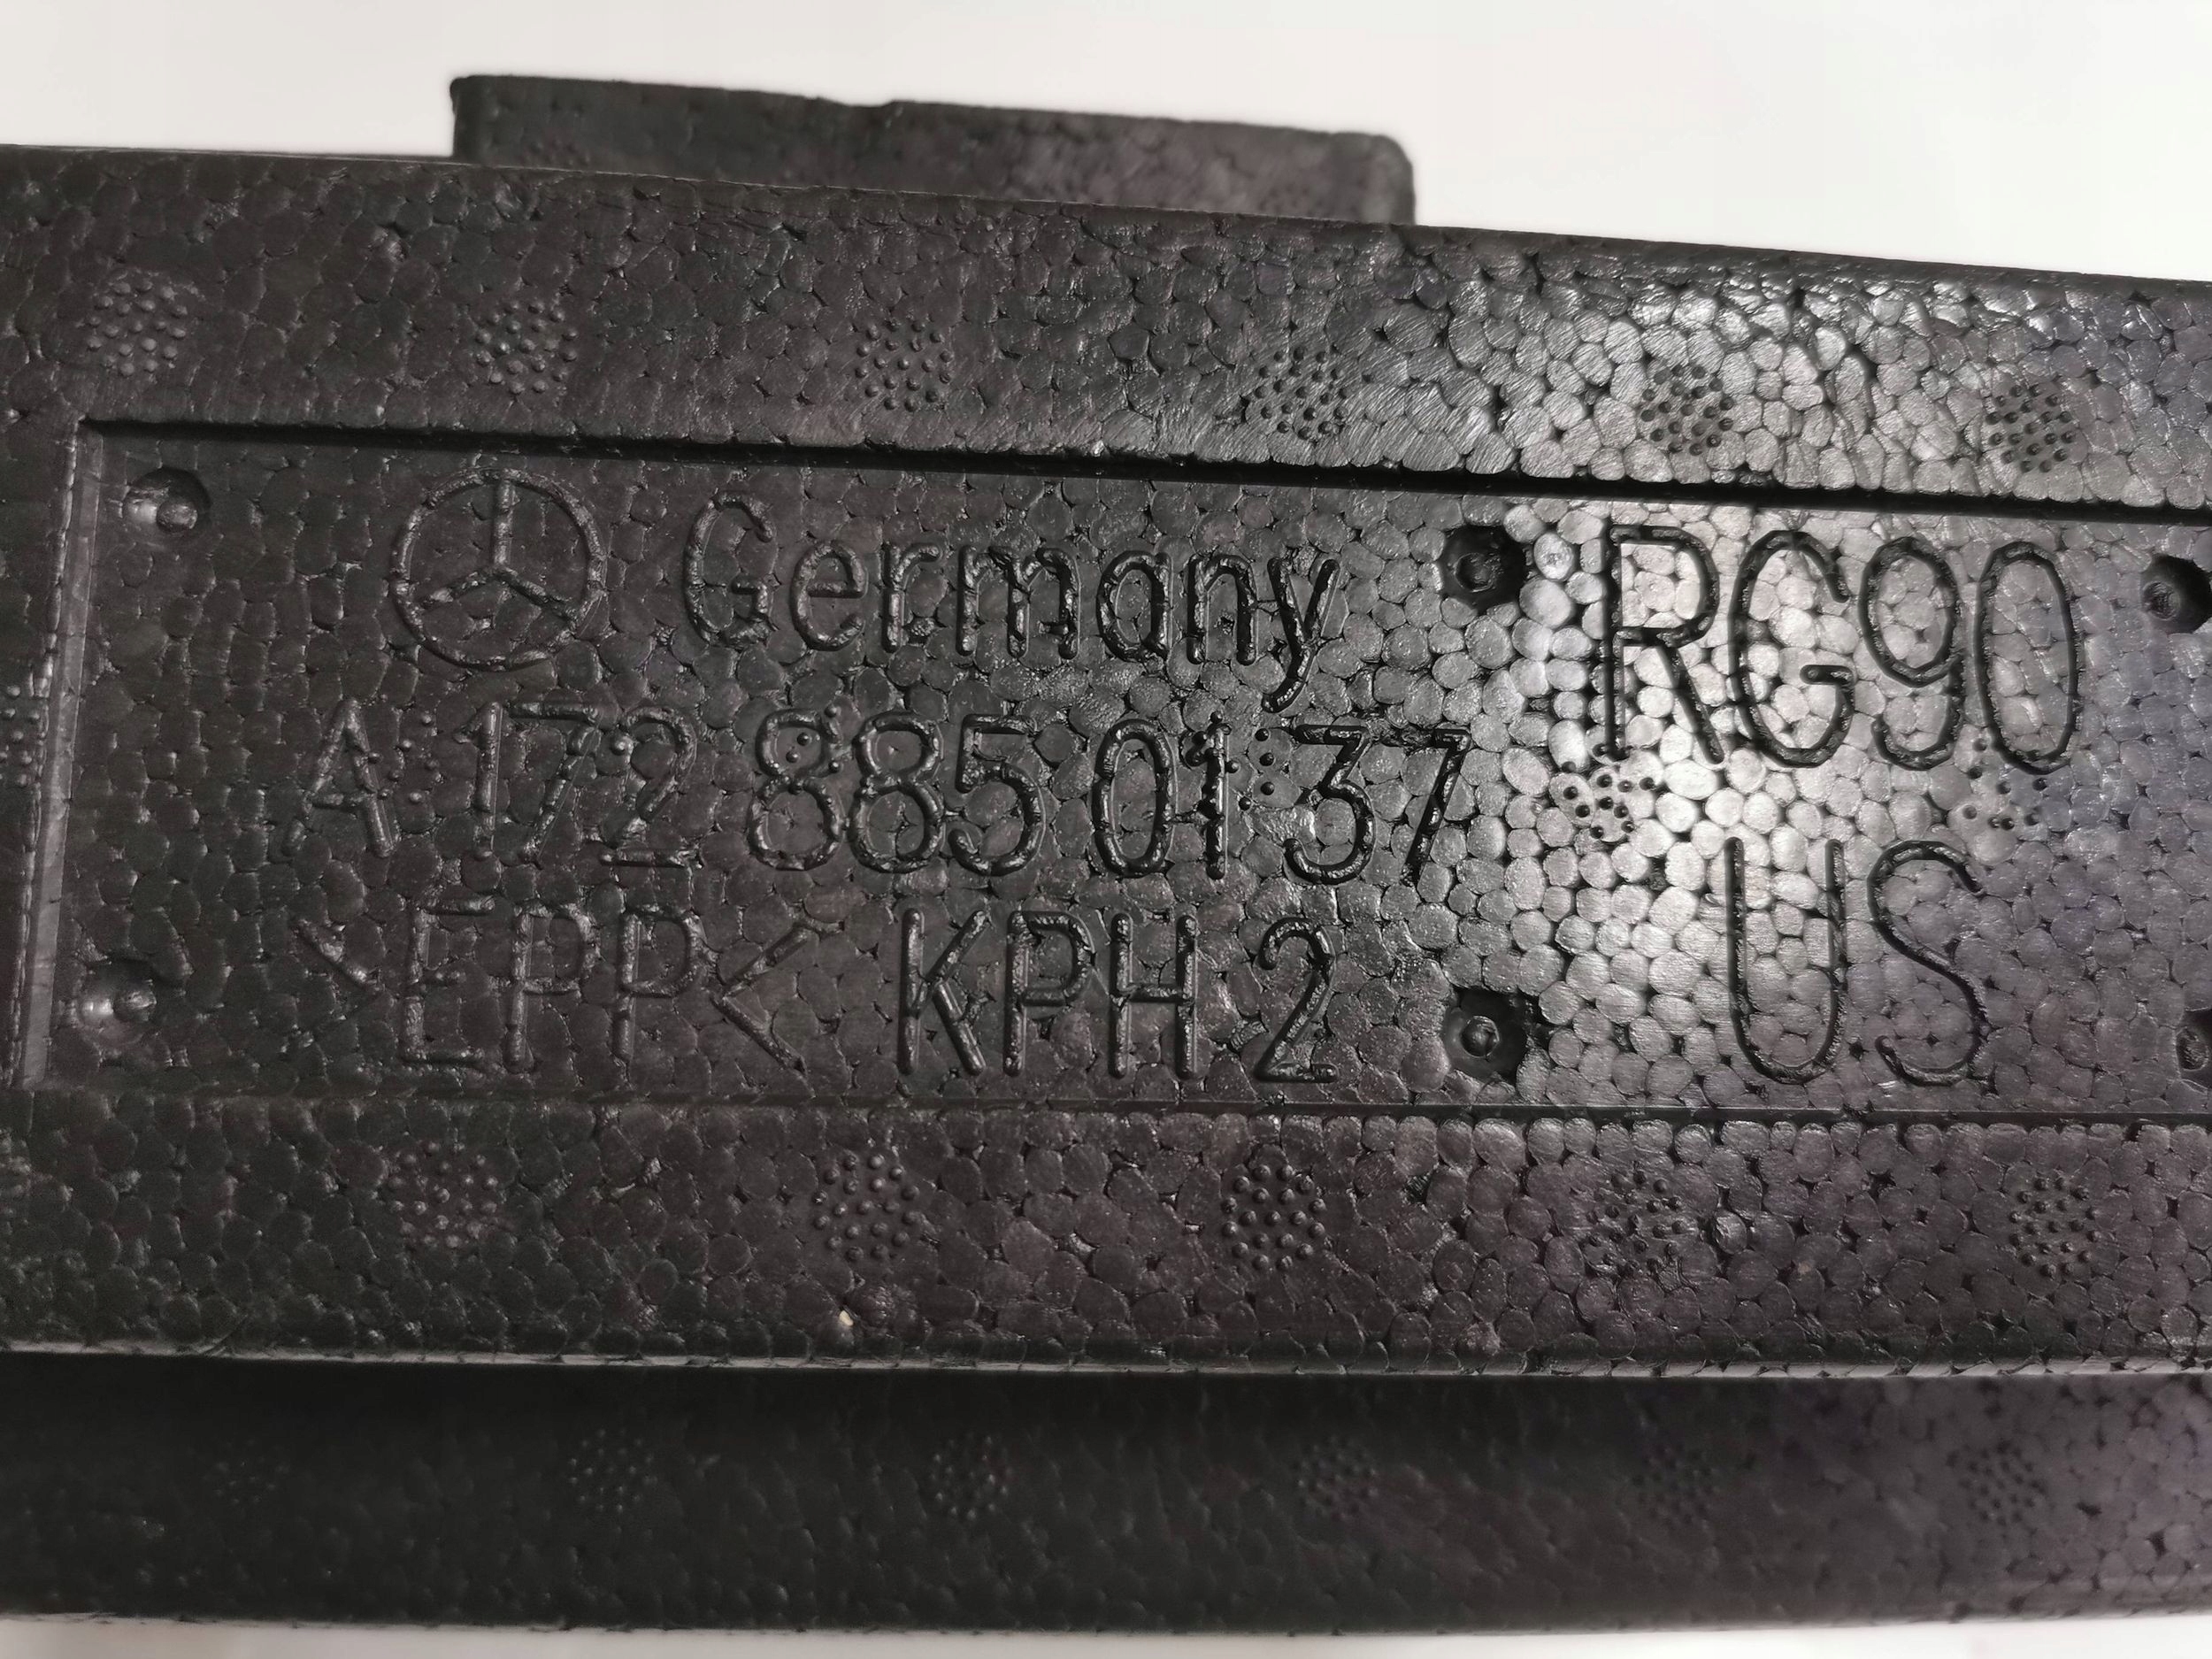 Germany
A 172 885 01 37
>EPP< KPH 2
RG90
US